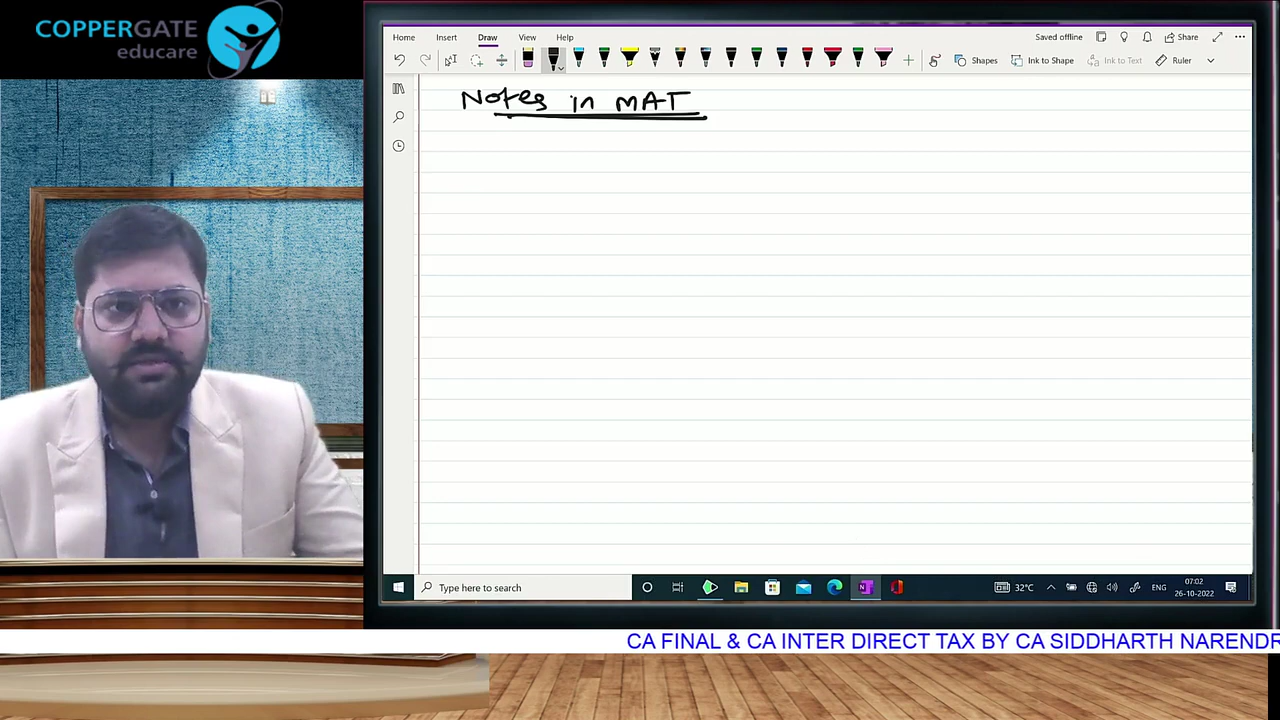 COPPERGATE
educare
Home Insert Draw View Help
Saved offline
Share
Shapes
Ink to Shape
Ink to Text
Ruler
Notes in MAT
Type here to search
32°C
ENG
07:02
26-10-2022
CA FINAL & CA INTER DIRECT TAX BY CA SIDDHARTH NARENDR